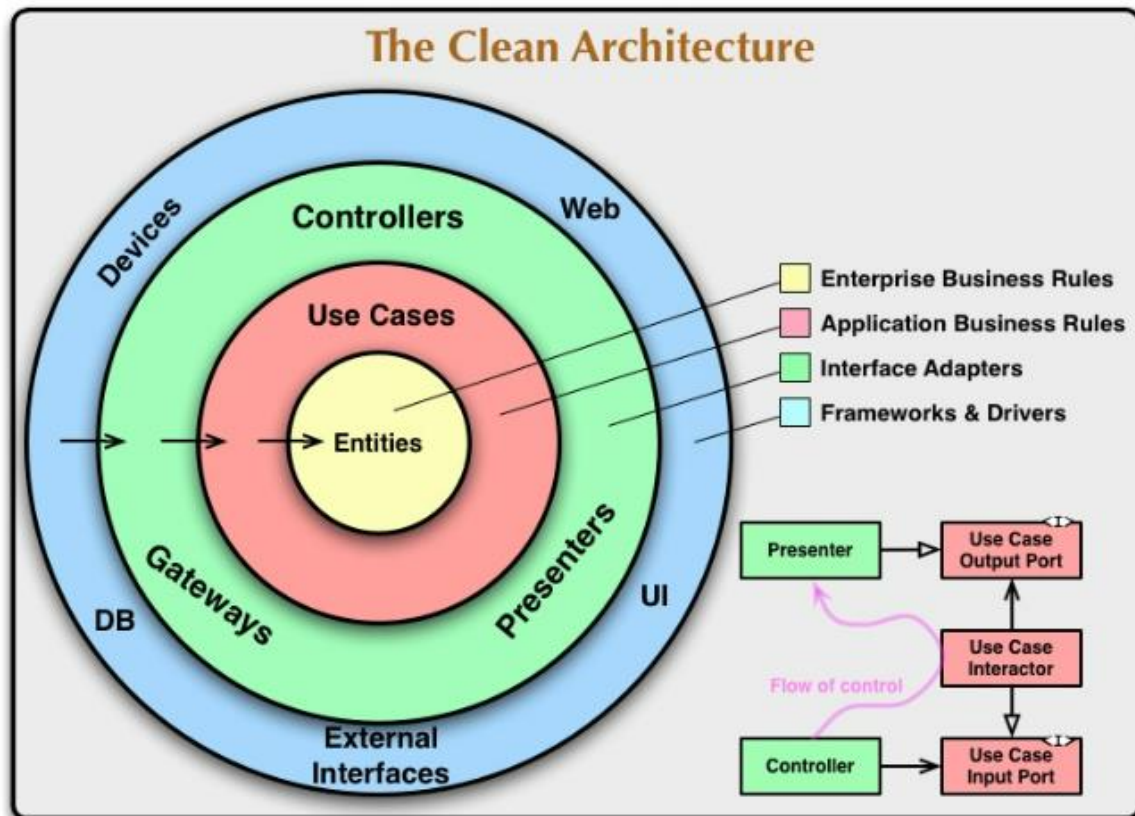 The Clean Architecture
Devices
Web
Controllers
Use Cases
Entities
Gateways
Presenters
DB
UI
External
Interfaces
Enterprise Business Rules
Application Business Rules
Interface Adapters
Frameworks & Drivers
Presenter
Use Case
Output Port
Use Case
Interactor
Flow of control
Controller
Use Case
Input Port